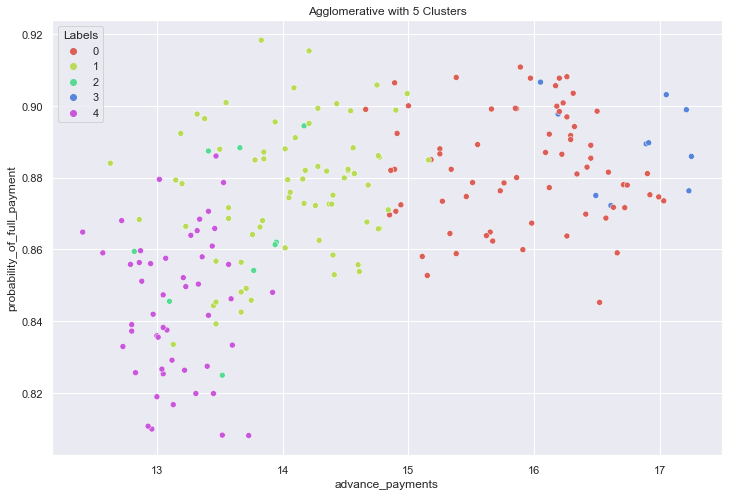 Agglomerative with 5 Clusters
Labels
0
1
2
3
4
0.92
0.90
0.88
0.86
0.84
0.82
probability_of_full_payment
13 14 15 16 17
advance_payments